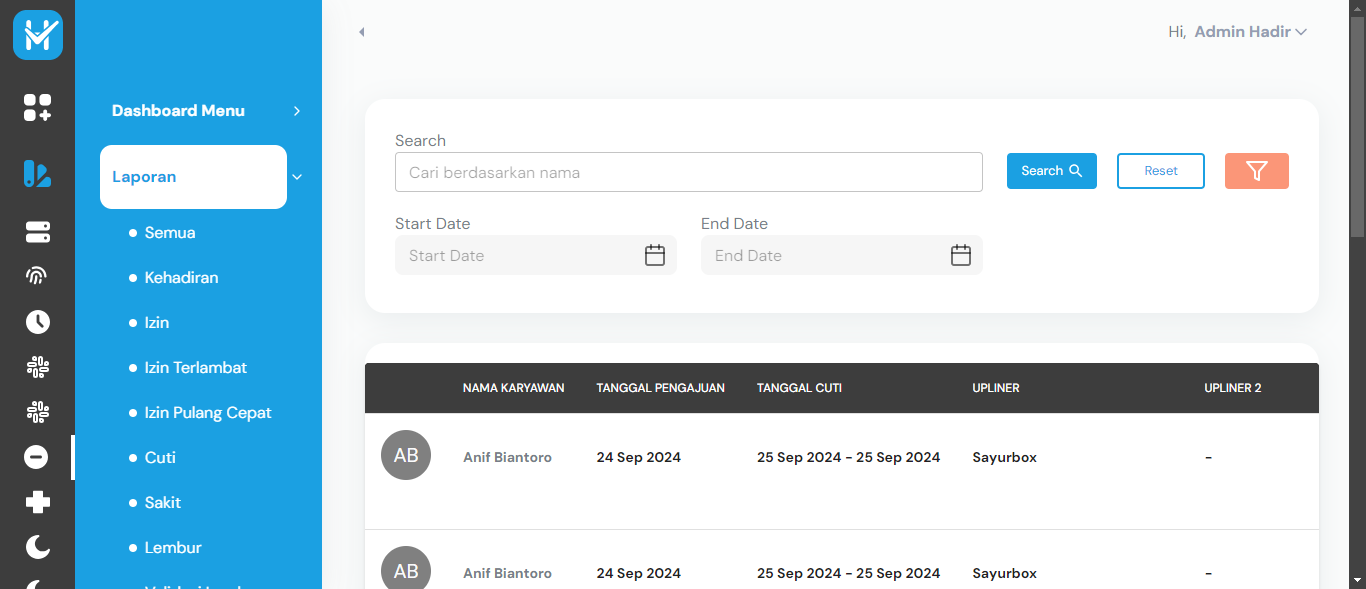 Hi, Admin Hadir
Dashboard Menu
Laporan
Semua
Kehadiran
Izin
Izin Terlambat
Izin Pulang Cepat
Cuti
Sakit
Lembur
Search
Cari berdasarkan nama
Search
Reset
Start Date
End Date
Start Date
End Date
NAMA KARYAWAN TANGGAL PENGAJUAN TANGGAL CUTI UPLINER UPLINER 2
AB Anif Biantoro 24 Sep 2024 25 Sep 2024 - 25 Sep 2024 Sayurbox -
AB Anif Biantoro 24 Sep 2024 25 Sep 2024 - 25 Sep 2024 Sayurbox -